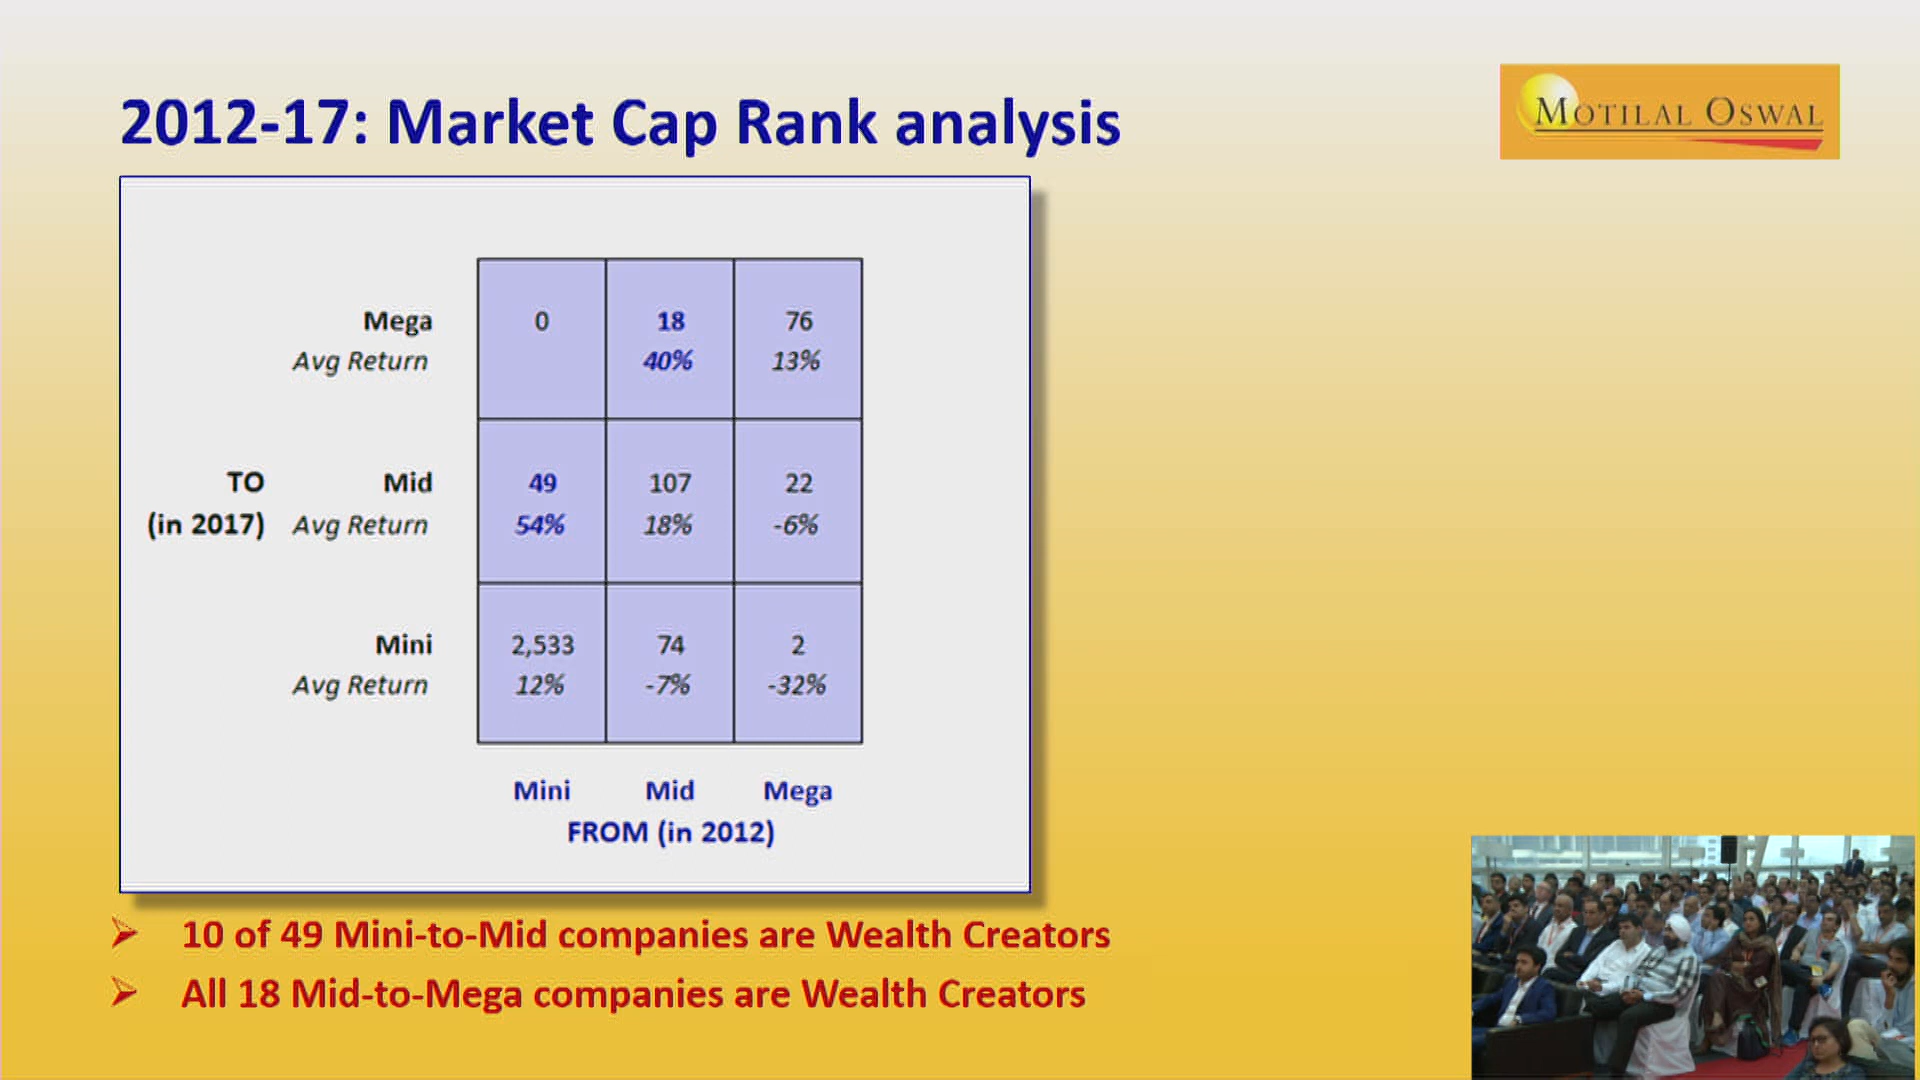 2012-17: Market Cap Rank analysis
MOTILAL OSWAL
Mega 0 18 76
Avg Return 40% 13%
TO Mid 49 107 22
(in 2017) Avg Return 54% 18% -6%
Mini 2,533 74 2
Avg Return 12% -7% -32%
Mini Mid Mega
FROM (in 2012)
10 of 49 Mini-to-Mid companies are Wealth Creators
All 18 Mid-to-Mega companies are Wealth Creators